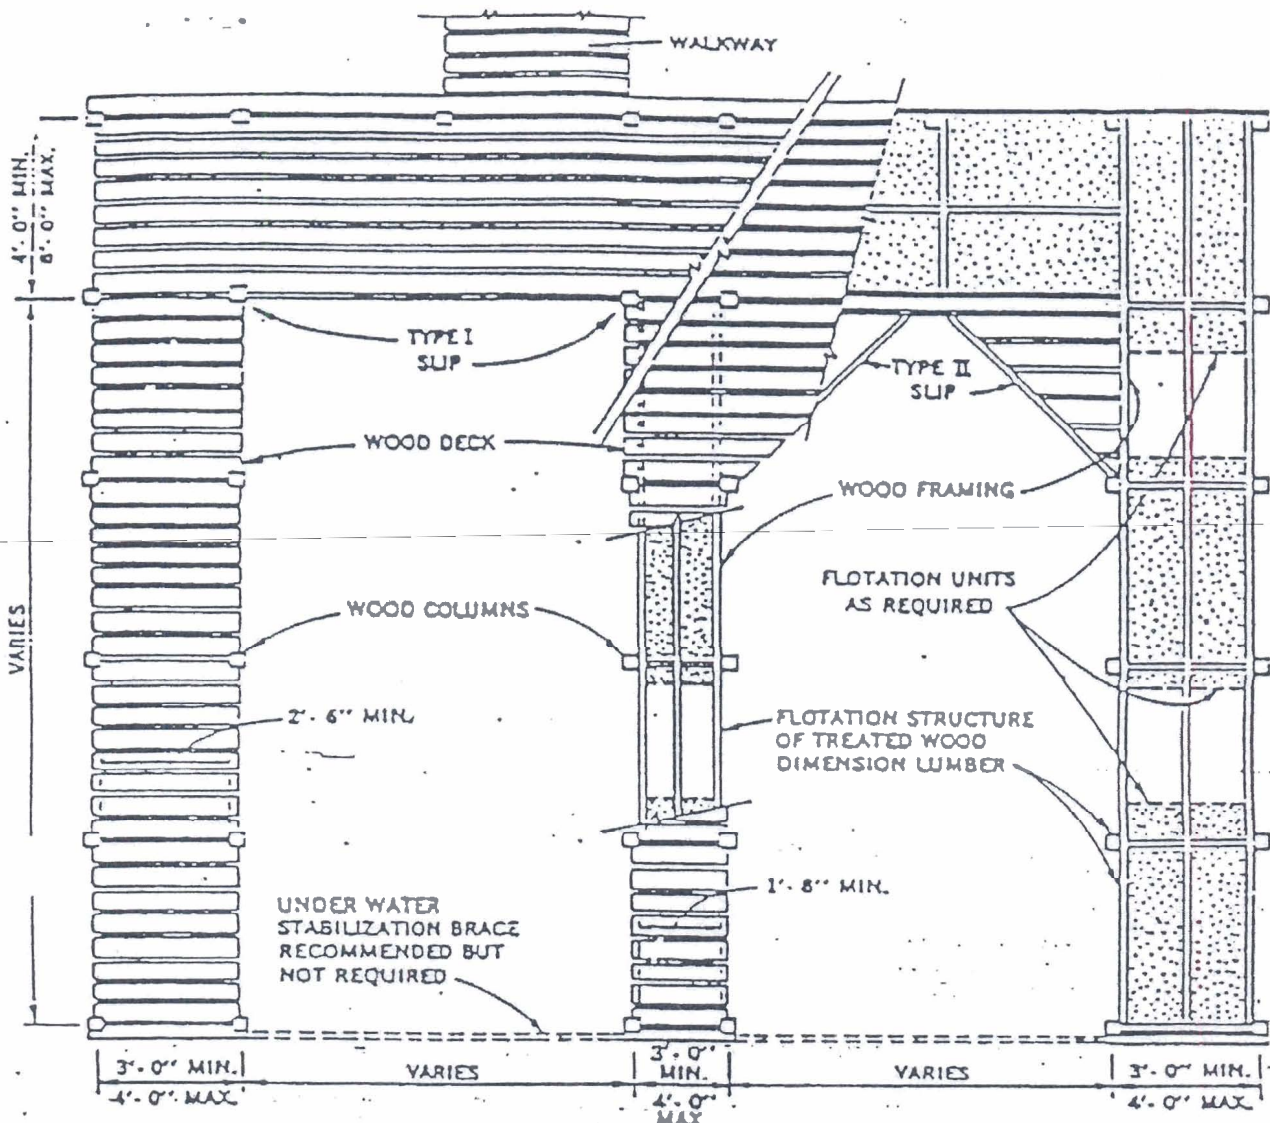 WALKWAY
4'-0" MIN.
8'-0" MAX.
TYPE I
SLIP
TYPE II
SLIP
WOOD DECK
WOOD FRAMING
FLOTATION UNITS
AS REQUIRED
WOOD COLUMNS
VARIES
2'-6" MIN.
FLOTATION STRUCTURE
OF TREATED WOOD
DIMENSION LUMBER
1'-8" MIN.
UNDER WATER
STABILIZATION BRACE
RECOMMENDED BUT
NOT REQUIRED
3'-0" MIN.
4'-0" MAX.
VARIES
3'-0"
MIN.
4'-0"
MAX
VARIES
3'-0" MIN.
4'-0" MAX.